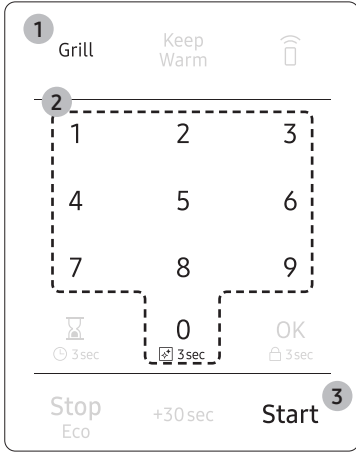 1
Grill
Keep
Warm
2
1 2 3
4 5 6
7 8 9
0 OK
3 sec 3 sec 3 sec
Stop
Eco
+30 sec
Start
3